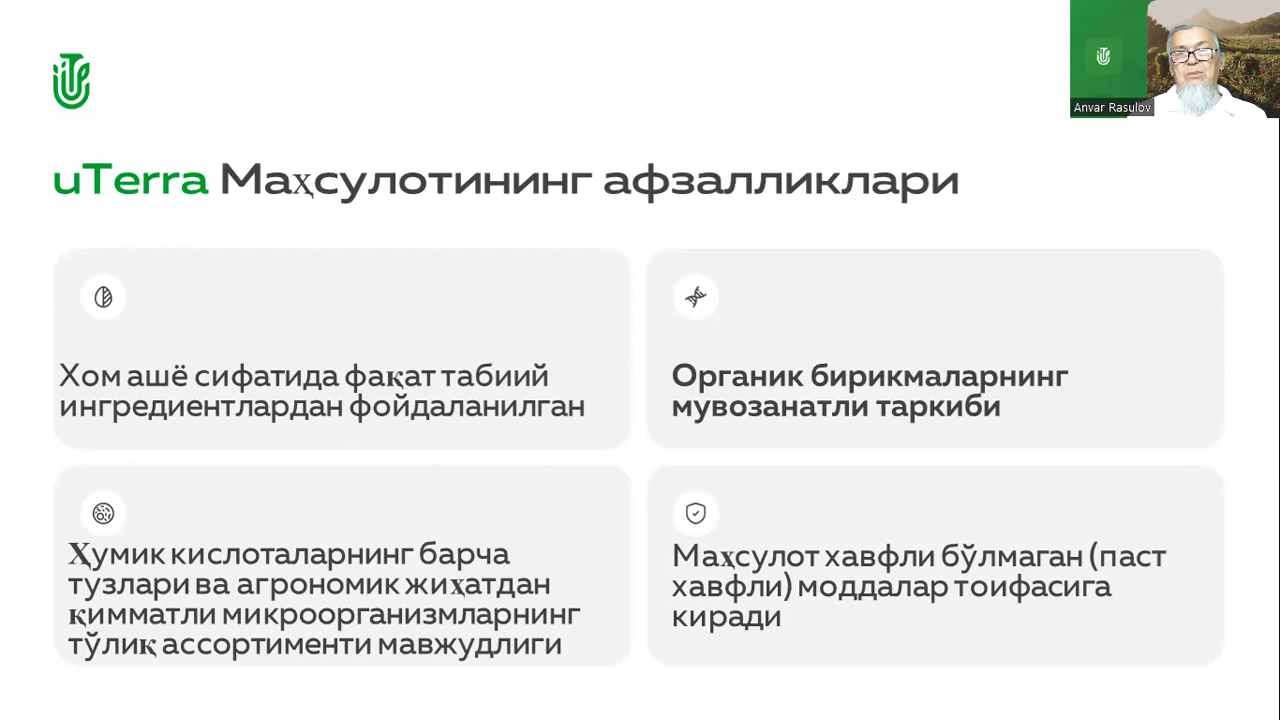 Anvar Rasulov
uTerra Маҳсулотининг афзалликлари
Хом ашё сифатида фақат табиий
ингредиентлардан фойдаланилган
Органик бирикмаларнинг
мувозанатли таркиби
Ҳумик кислоталарнинг барча
тузлари ва агрономик жиҳатдан
қимматли микроорганизмларнинг
тўлиқ ассортименти мавжудлиги
Маҳсулот хавфли бўлмаган (паст
хавфли) моддалар тоифасига
киради